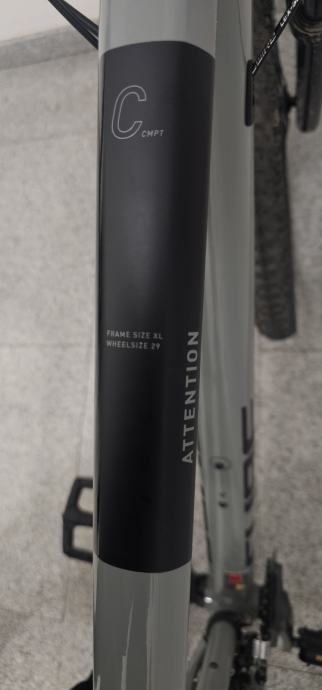 C CMPT
FRAME SIZE XL
WHEELSIZE 29
ATTENTION